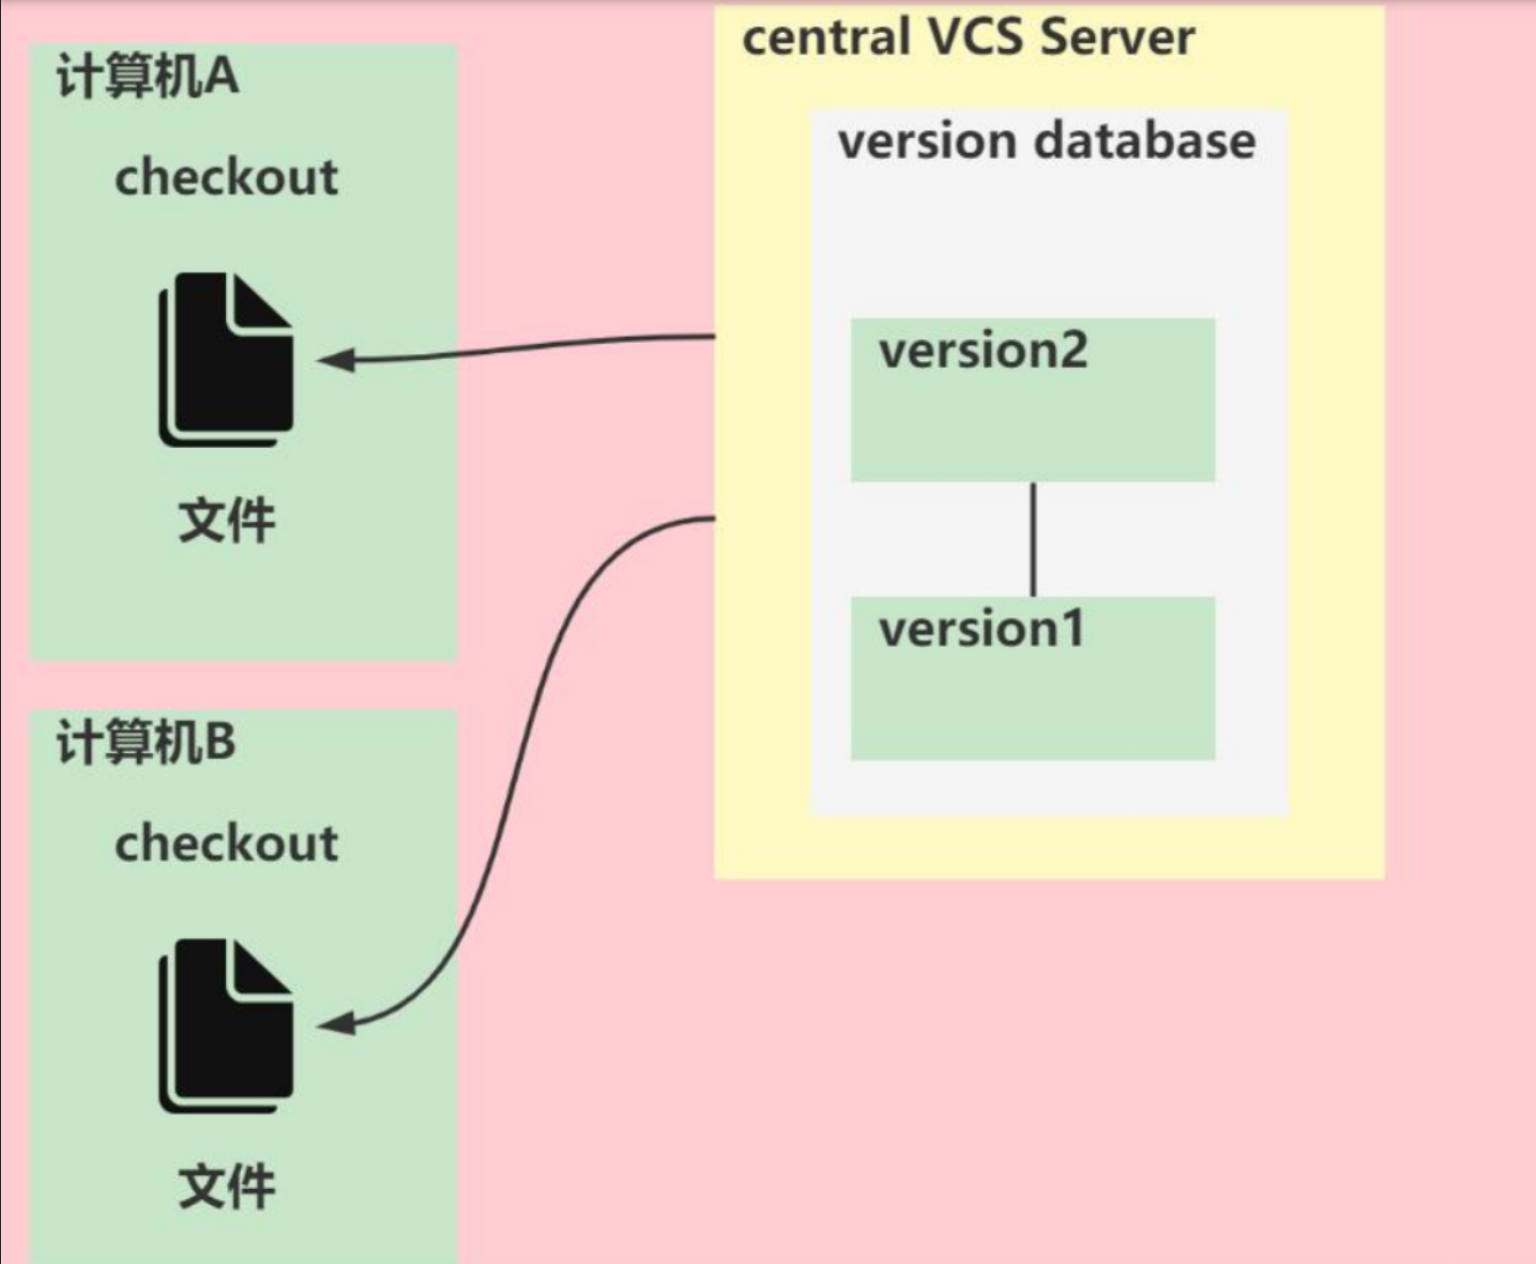 计算机A
checkout
文件
计算机B
checkout
文件
central VCS Server
version database
version2
version1